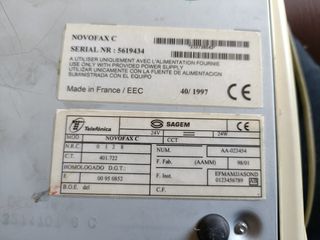 NOVOFAX C
SERIAL NR : 5619434
A UTILISER UNIQUEMENT AVEC L'ALIMENTATION FOURNIE
USE ONLY WITH PROVIDED POWER SUPPLY
UTILIZAR UNICAMENTE CON LA FUENTE DE ALIMENTACION
SUMINISTRADA CON EL EQUIPO
Made in France / EEC 40/ 1997 CE
Telefónica SAGEM CE
MOD. NOVOFAX C 24V 24W
N R C 0 1 2 8 CCT
C.T. 401.722 NUM. AA-023454
HOMOLOGADO D.G.T.: F. Fab. (AAMM) 98/01
E 00 95 0852 F. Inst. EFMAMJJASOND
0123456789 AB
B.O.E. del C.F.